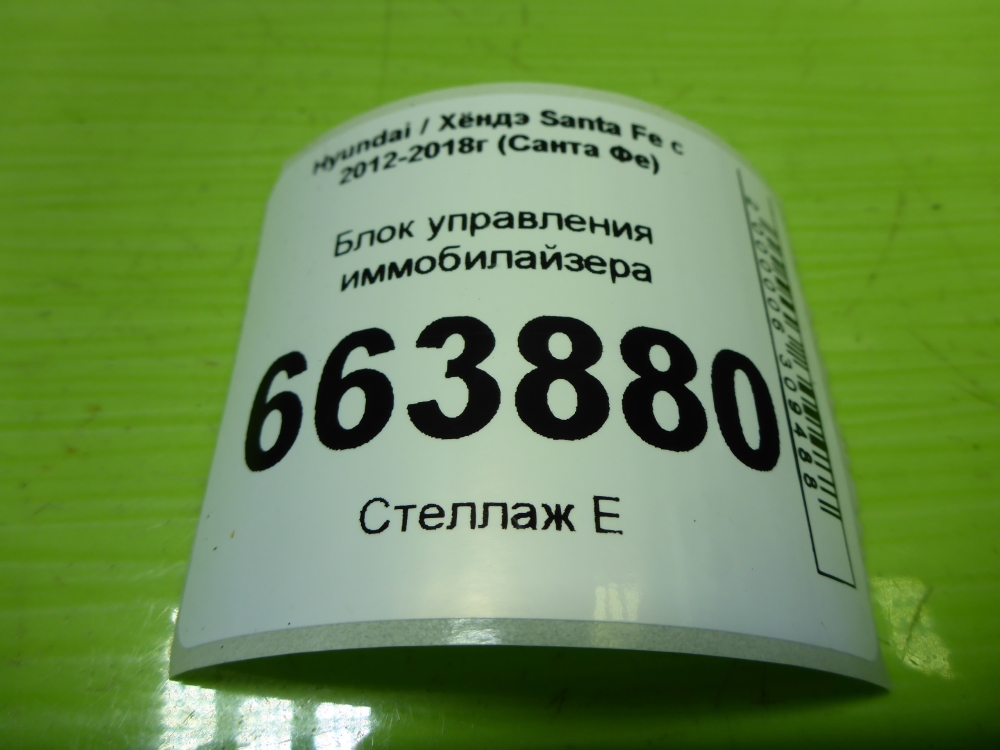 Hyundai / Хёндэ Santa Fe с
2012-2018г (Санта Фе)
Блок управления
иммобилайзера
663880
Стеллаж Е